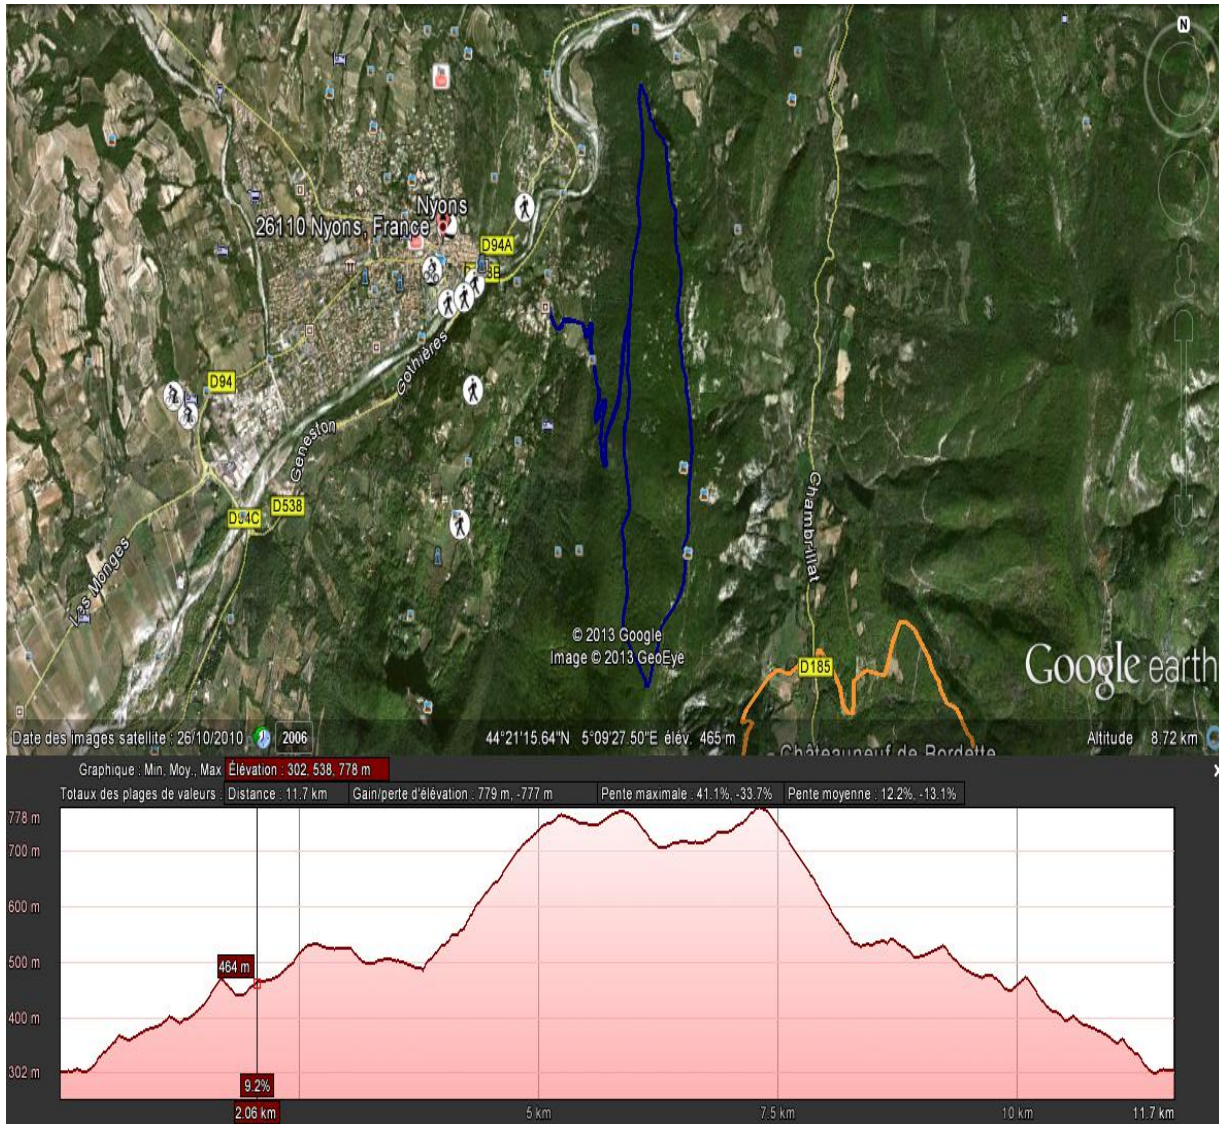 N
Nyons
26110 Nyons, France
D94A
Gothières
D94
Geneston
D538
D94C
Les Monges
Chambrillat
© 2013 Google
Image © 2013 GeoEye
D185
Google earth
Date des images satellite : 26/10/2010
2006
44°21'15.64"N 5°09'27.50"E élév. 465 m
Altitude 8.72 km
- Châteauneuf de Bordette
Graphique : Min, Moy., Max Élévation : 302, 538, 778 m
Totaux des plages de valeurs : Distance : 11.7 km Gain/perte d'élévation : 779 m, -777 m Pente maximale : 41.1%, -33.7% Pente moyenne : 12.2%, -13.1%
778 m
700 m
600 m
500 m
464 m
400 m
302 m
9.2%
2.06 km
5 km
7.5 km
10 km
11.7 km